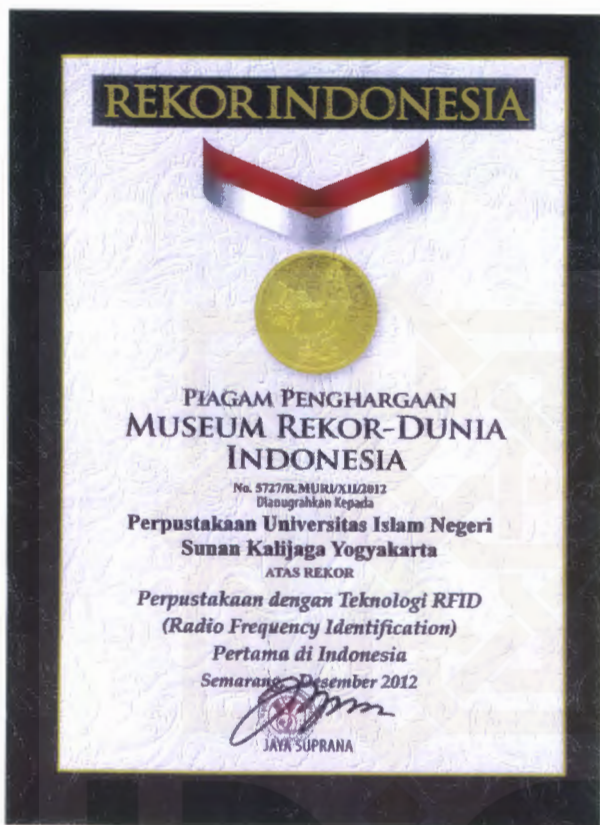 REKOR INDONESIA
PIAGAM PENGHARGAAN
MUSEUM REKOR-DUNIA
INDONESIA
No. 5727/R.MURI/XII/2012
Dianugrahkan Kepada
Perpustakaan Universitas Islam Negeri
Sunan Kalijaga Yogyakarta
ATAS REKOR
Perpustakaan dengan Teknologi RFID
(Radio Frequency Identification)
Pertama di Indonesia
Semarang, Desember 2012
JAYA SUPRANA